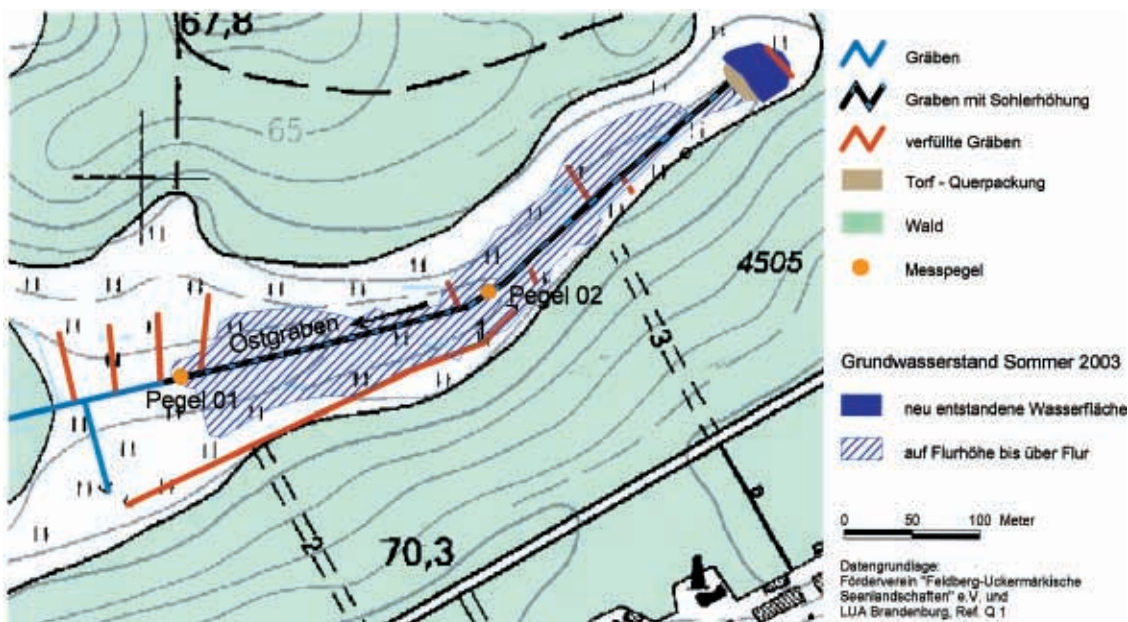 67,8
65
4505
Ostgraben
Pegel 02
Pegel 01
3
2
70,3
Gräben
Graben mit Sohlerhöhung
verfüllte Gräben
Torf - Querpackung
Wald
Messpegel
Grundwasserstand Sommer 2003
neu entstandene Wasserfläche
auf Flurhöhe bis über Flur
0 50 100 Meter
Datengrundlage:
Förderverein "Feldberg-Uckermärkische
Seenlandschaften" e.V. und
LUA Brandenburg, Ref. Q 1